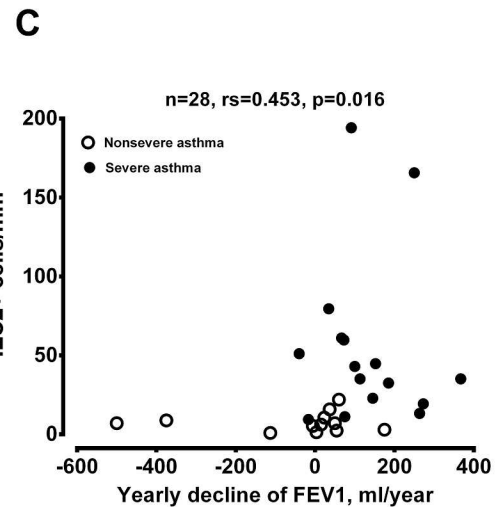 C
n=28, rs=0.453, p=0.016
200
Nonsevere asthma
Severe asthma
150
100
50
0
-600 -400 -200 0 200 400
Yearly decline of FEV1, ml/year